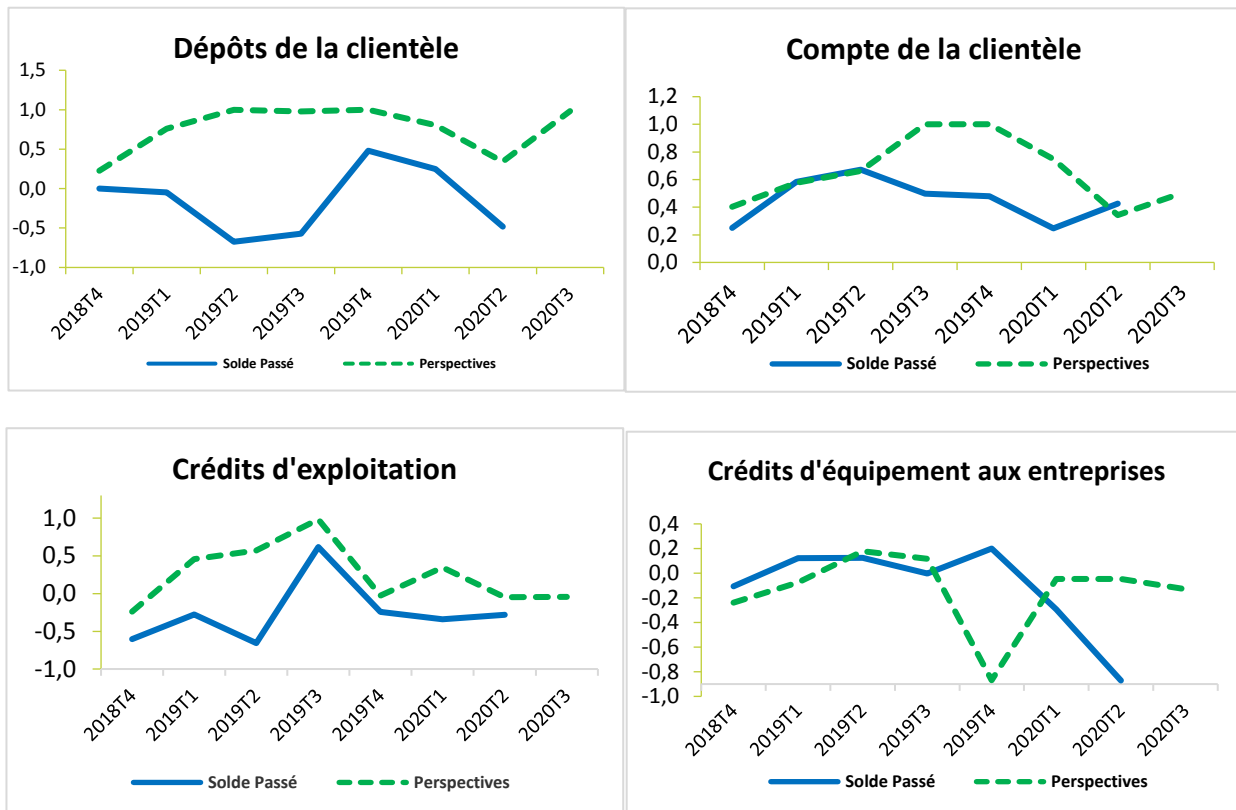 Dépôts de la clientèle
1,5
1,0
0,5
0,0
-0,5
-1,0
2018T4
2019T1
2019T2
2019T3
2019T4
2020T1
2020T2
2020T3
Solde Passé
Perspectives
Compte de la clientèle
1,2
1,0
0,8
0,6
0,4
0,2
0,0
2018T4
2019T1
2019T2
2019T3
2019T4
2020T1
2020T2
2020T3
Solde Passé
Perspectives
Crédits d'exploitation
1,0
0,5
0,0
-0,5
-1,0
2018T4
2019T1
2019T2
2019T3
2019T4
2020T1
2020T2
2020T3
Solde Passé
Perspectives
Crédits d'équipement aux entreprises
0,4
0,2
0,0
-0,2
-0,4
-0,6
-0,8
-1,0
2018T4
2019T1
2019T2
2019T3
2019T4
2020T1
2020T2
2020T3
Solde Passé
Perspectives